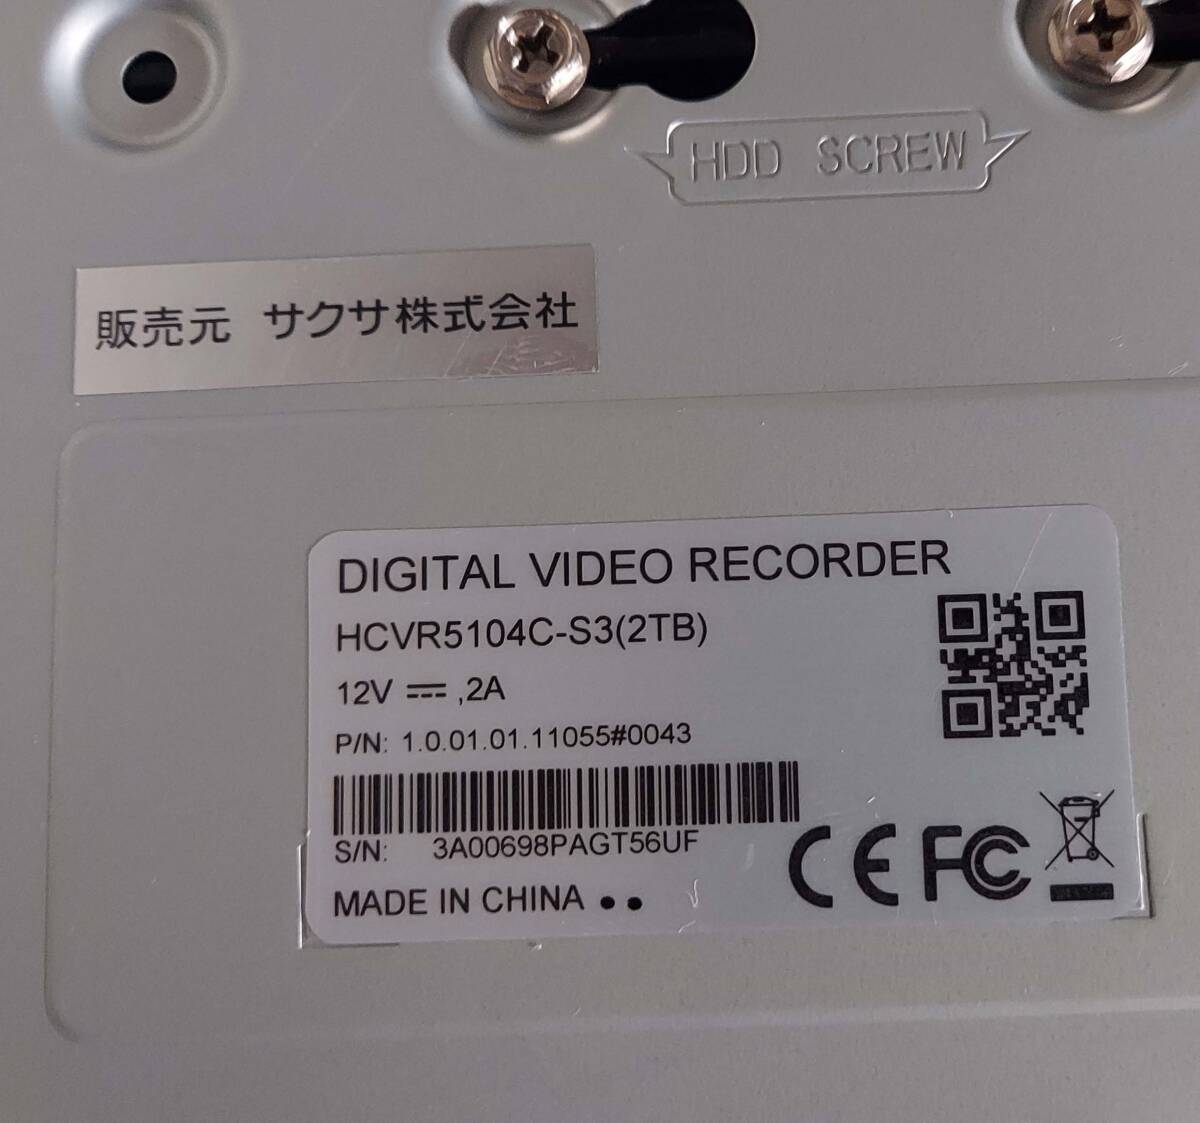 HDD SCREW
販売元 サクサ株式会社
DIGITAL VIDEO RECORDER
HCVR5104C-S3(2TB)
12V ⎓ ,2A
P/N: 1.0.01.01.11055#0043
S/N: 3A00698PAGT56UF
MADE IN CHINA ●●
CE FC